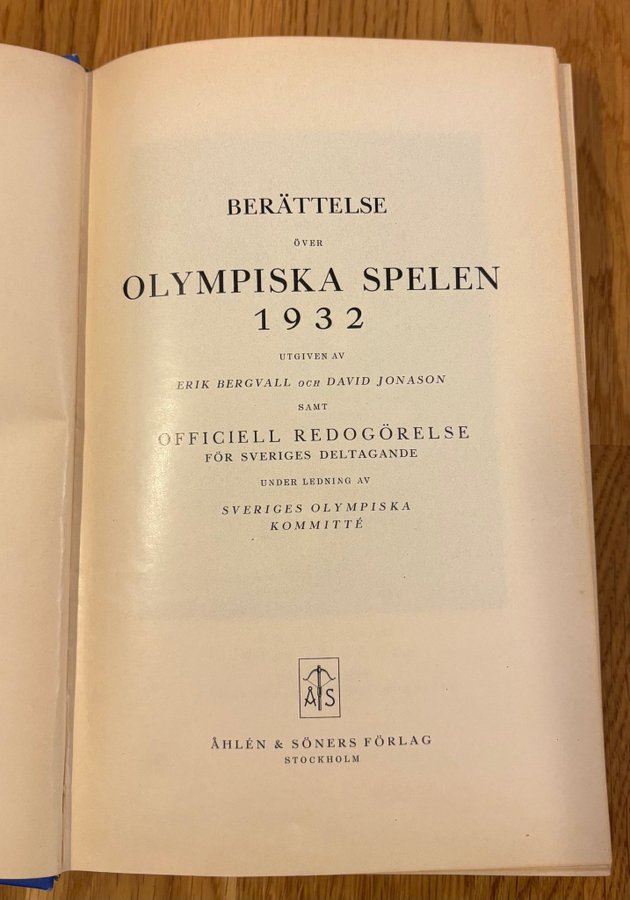 BERÄTTELSE
ÖVER
OLYMPISKA SPELEN
1932
UTGIVEN AV
ERIK BERGVALL OCH DAVID JONASON
SAMT
OFFICIELL REDOGÖRELSE
FÖR SVERIGES DELTAGANDE
UNDER LEDNING AV
SVERIGES OLYMPISKA
KOMMITTÉ
Å S
ÅHLÉN & SÖNERS FÖRLAG
STOCKHOLM